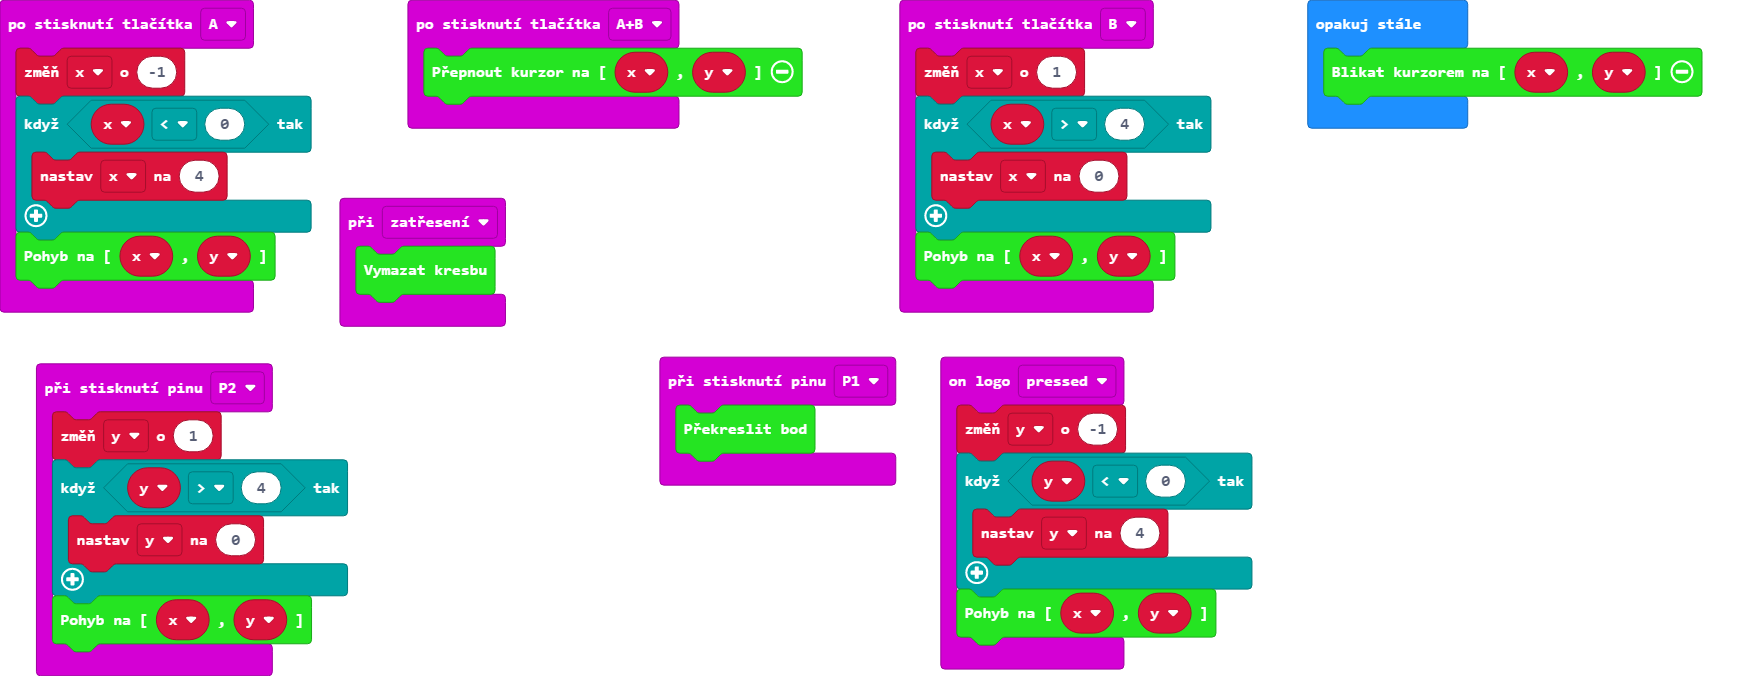 po stisknutí tlačítka A
změň x o -1
když x < 0 tak
nastav x na 4
Pohyb na [ x , y ]
po stisknutí tlačítka A+B
Přepnout kurzor na [ x , y ]
při zatřesení
Vymazat kresbu
po stisknutí tlačítka B
změň x o 1
když x > 4 tak
nastav x na 0
Pohyb na [ x , y ]
opakuj stále
Blikat kurzorem na [ x , y ]
při stisknutí pinu P2
změň y o 1
když y > 4 tak
nastav y na 0
Pohyb na [ x , y ]
při stisknutí pinu P1
Překreslit bod
on logo pressed
změň y o -1
když y < 0 tak
nastav y na 4
Pohyb na [ x , y ]